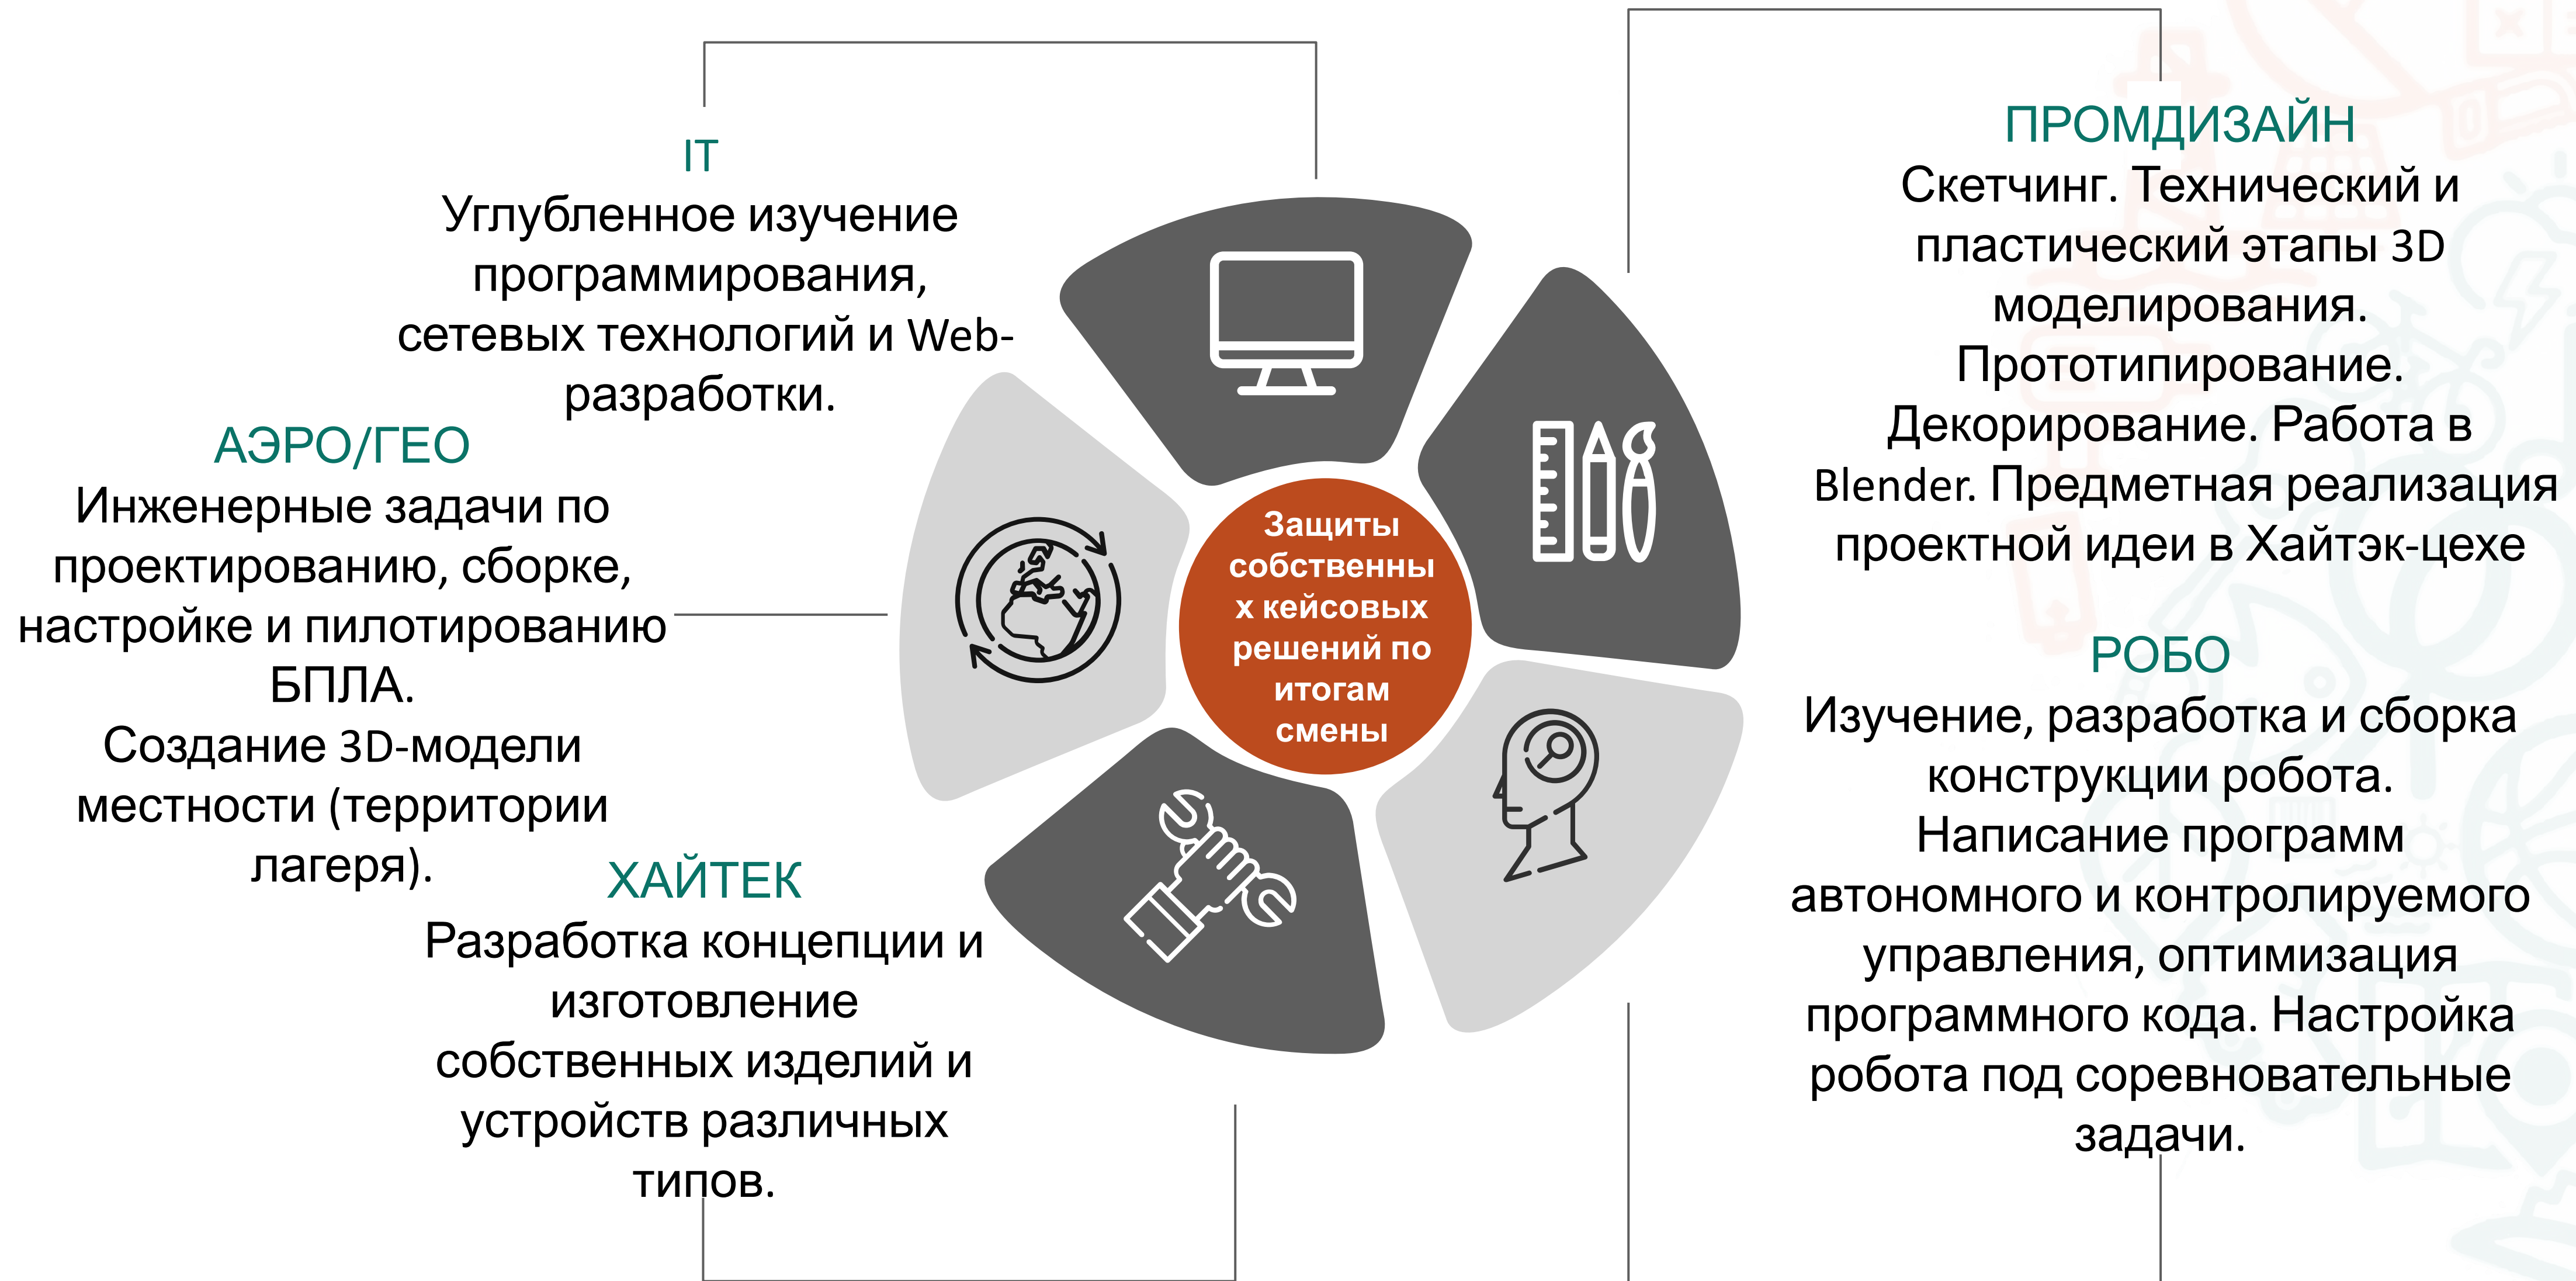 IT
Углубленное изучение
программирования,
сетевых технологий и Web-
разработки.
АЭРО/ГЕО
Инженерные задачи по
проектированию, сборке,
настройке и пилотированию
БПЛА.
Создание 3D-модели
местности (территории
лагеря).
ХАЙТЕК
Разработка концепции и
изготовление
собственных изделий и
устройств различных
типов.
Защиты
собственны
х кейсовых
решений по
итогам
смены
ПРОМДИЗАЙН
Скетчинг. Технический и
пластический этапы 3D
моделирования.
Прототипирование.
Декорирование. Работа в
Blender. Предметная реализация
проектной идеи в Хайтэк-цехе
РОБО
Изучение, разработка и сборка
конструкции робота.
Написание программ
автономного и контролируемого
управления, оптимизация
программного кода. Настройка
робота под соревновательные
задачи.